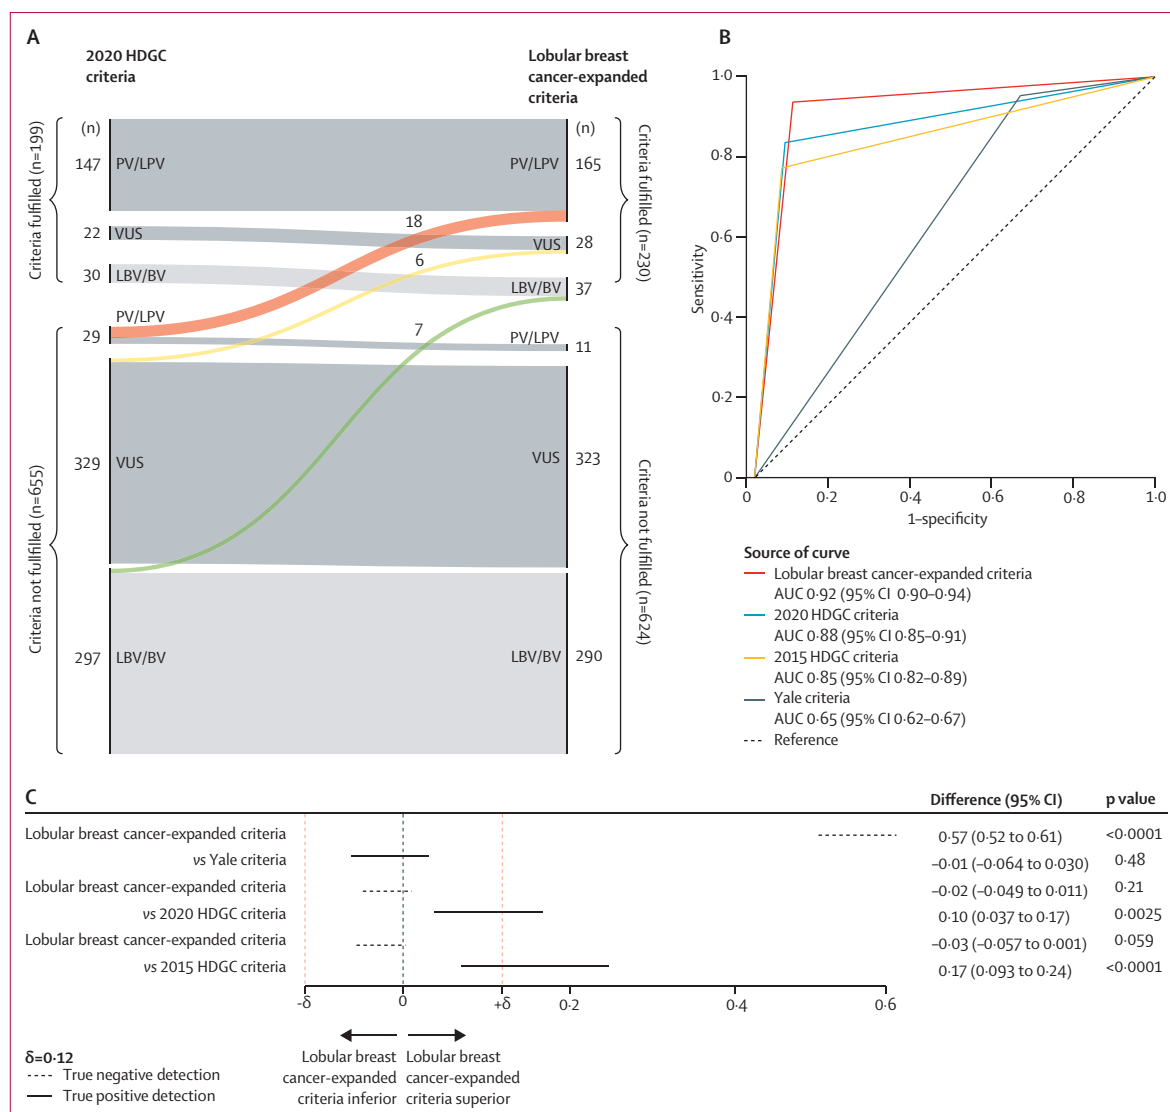 A
2020 HDGC
criteria
Lobular breast
cancer-expanded
criteria
(n)
(n)
Criteria fulfilled (n=199)
147
PV/LPV
PV/LPV
165
22
VUS
VUS
28
30
LBV/BV
LBV/BV
37
Criteria fulfilled (n=230)
18
6
7
Criteria not fullfilled (n=655)
PV/LPV
29
PV/LPV
11
329
VUS
VUS
323
297
LBV/BV
LBV/BV
290
Criteria not fulfilled (n=624)
B
Sensitivity
1·0
0·8
0·6
0·4
0·2
0
0
0·2
0·4
0·6
0·8
1·0
1–specificity
Source of curve
Lobular breast cancer-expanded criteria
AUC 0·92 (95% CI 0·90–0·94)
2020 HDGC criteria
AUC 0·88 (95% CI 0·85–0·91)
2015 HDGC criteria
AUC 0·85 (95% CI 0·82–0·89)
Yale criteria
AUC 0·65 (95% CI 0·62–0·67)
Reference
C
Difference (95% CI)
p value
Lobular breast cancer-expanded criteria
0·57 (0·52 to 0·61)
<0·0001
vs Yale criteria
–0·01 (–0·064 to 0·030)
0·48
Lobular breast cancer-expanded criteria
–0·02 (–0·049 to 0·011)
0·21
vs 2020 HDGC criteria
0·10 (0·037 to 0·17)
0·0025
Lobular breast cancer-expanded criteria
–0·03 (–0·057 to 0·001)
0·059
vs 2015 HDGC criteria
0·17 (0·093 to 0·24)
<0·0001
-δ
0
+δ
0·2
0·4
0·6
δ=0·12
True negative detection
True positive detection
Lobular breast
cancer-expanded
criteria inferior
Lobular breast
cancer-expanded
criteria superior